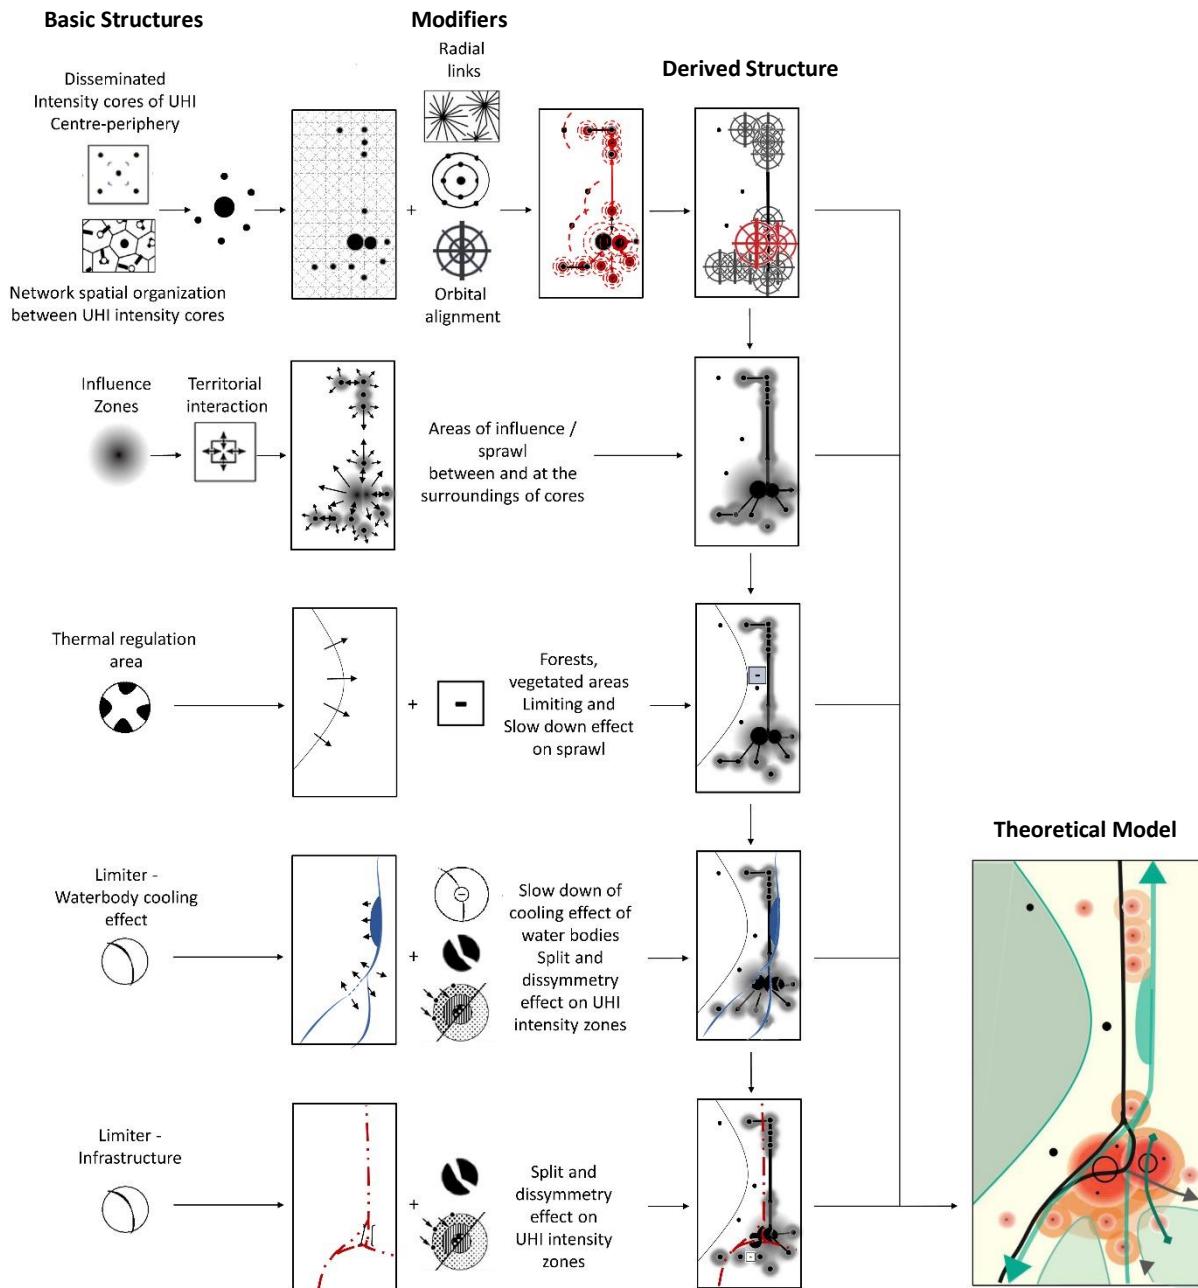 Basic Structures
Modifiers
Derived Structure
Disseminated
Intensity cores of UHI
Centre-periphery
Network spatial organization
between UHI intensity cores
+
Radial
links
Orbital
alignment
Influence
Zones
Territorial
interaction
Areas of influence /
sprawl
between and at the
surroundings of cores
Thermal regulation
area
+
Forests,
vegetated areas
Limiting and
Slow down effect
on sprawl
Limiter -
Waterbody cooling
effect
+
Slow down of
cooling effect of
water bodies
Split and
dissymmetry
effect on UHI
intensity zones
Limiter -
Infrastructure
+
Split and
dissymmetry
effect on
UHI intensity
zones
Theoretical Model